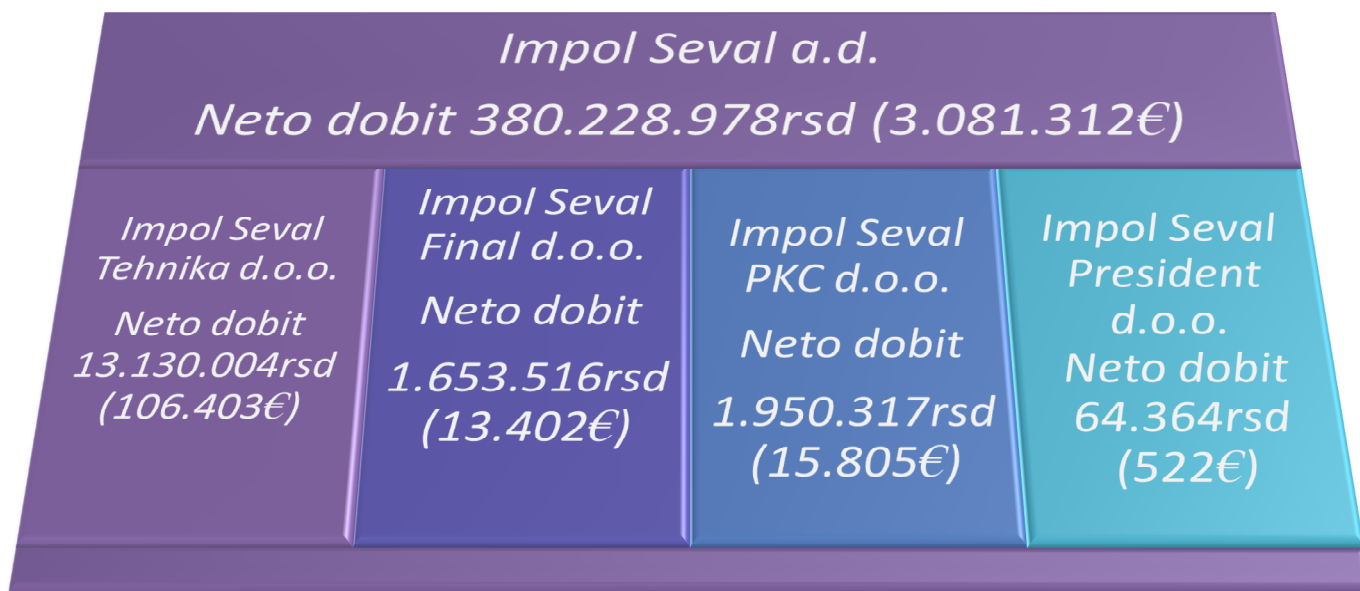 Impol Seval a.d.
Neto dobit 380.228.978rsd (3.081.312€)
Impol Seval
Tehnika d.o.o.
Neto dobit
13.130.004rsd
(106.403€)
Impol Seval
Final d.o.o.
Neto dobit
1.653.516rsd
(13.402€)
Impol Seval
PKC d.o.o.
Neto dobit
1.950.317rsd
(15.805€)
Impol Seval
President
d.o.o.
Neto dobit
64.364rsd
(522€)